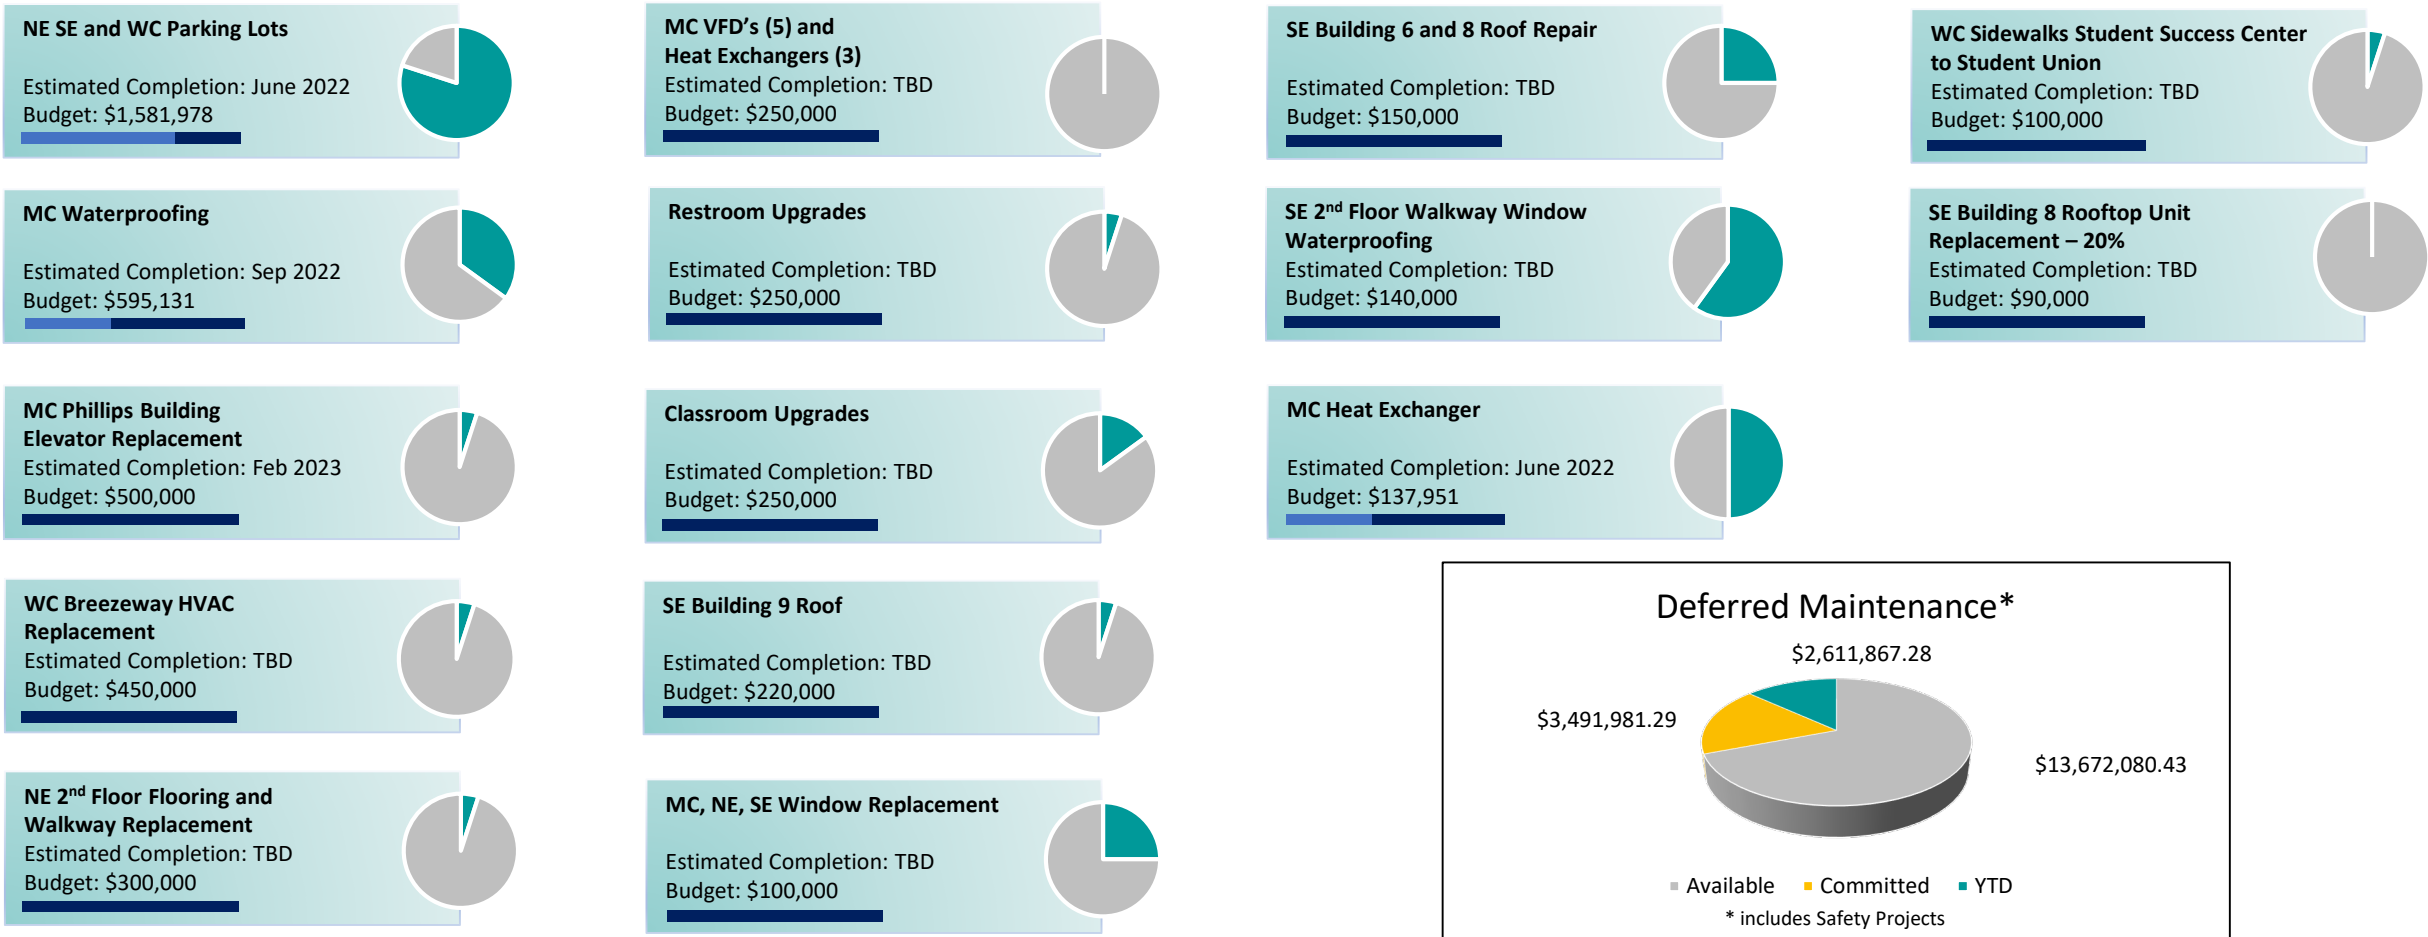 NE SE and WC Parking Lots
Estimated Completion: June 2022
Budget: $1,581,978
MC Waterproofing
Estimated Completion: Sep 2022
Budget: $595,131
MC Phillips Building
Elevator Replacement
Estimated Completion: Feb 2023
Budget: $500,000
WC Breezeway HVAC
Replacement
Estimated Completion: TBD
Budget: $450,000
NE 2nd Floor Flooring and
Walkway Replacement
Estimated Completion: TBD
Budget: $300,000
MC VFD’s (5) and
Heat Exchangers (3)
Estimated Completion: TBD
Budget: $250,000
Restroom Upgrades
Estimated Completion: TBD
Budget: $250,000
Classroom Upgrades
Estimated Completion: TBD
Budget: $250,000
SE Building 9 Roof
Estimated Completion: TBD
Budget: $220,000
MC, NE, SE Window Replacement
Estimated Completion: TBD
Budget: $100,000
SE Building 6 and 8 Roof Repair
Estimated Completion: TBD
Budget: $150,000
SE 2nd Floor Walkway Window
Waterproofing
Estimated Completion: TBD
Budget: $140,000
MC Heat Exchanger
Estimated Completion: June 2022
Budget: $137,951
WC Sidewalks Student Success Center
to Student Union
Estimated Completion: TBD
Budget: $100,000
SE Building 8 Rooftop Unit
Replacement – 20%
Estimated Completion: TBD
Budget: $90,000
Deferred Maintenance*
$2,611,867.28
$3,491,981.29
$13,672,080.43
Available Committed YTD
* includes Safety Projects